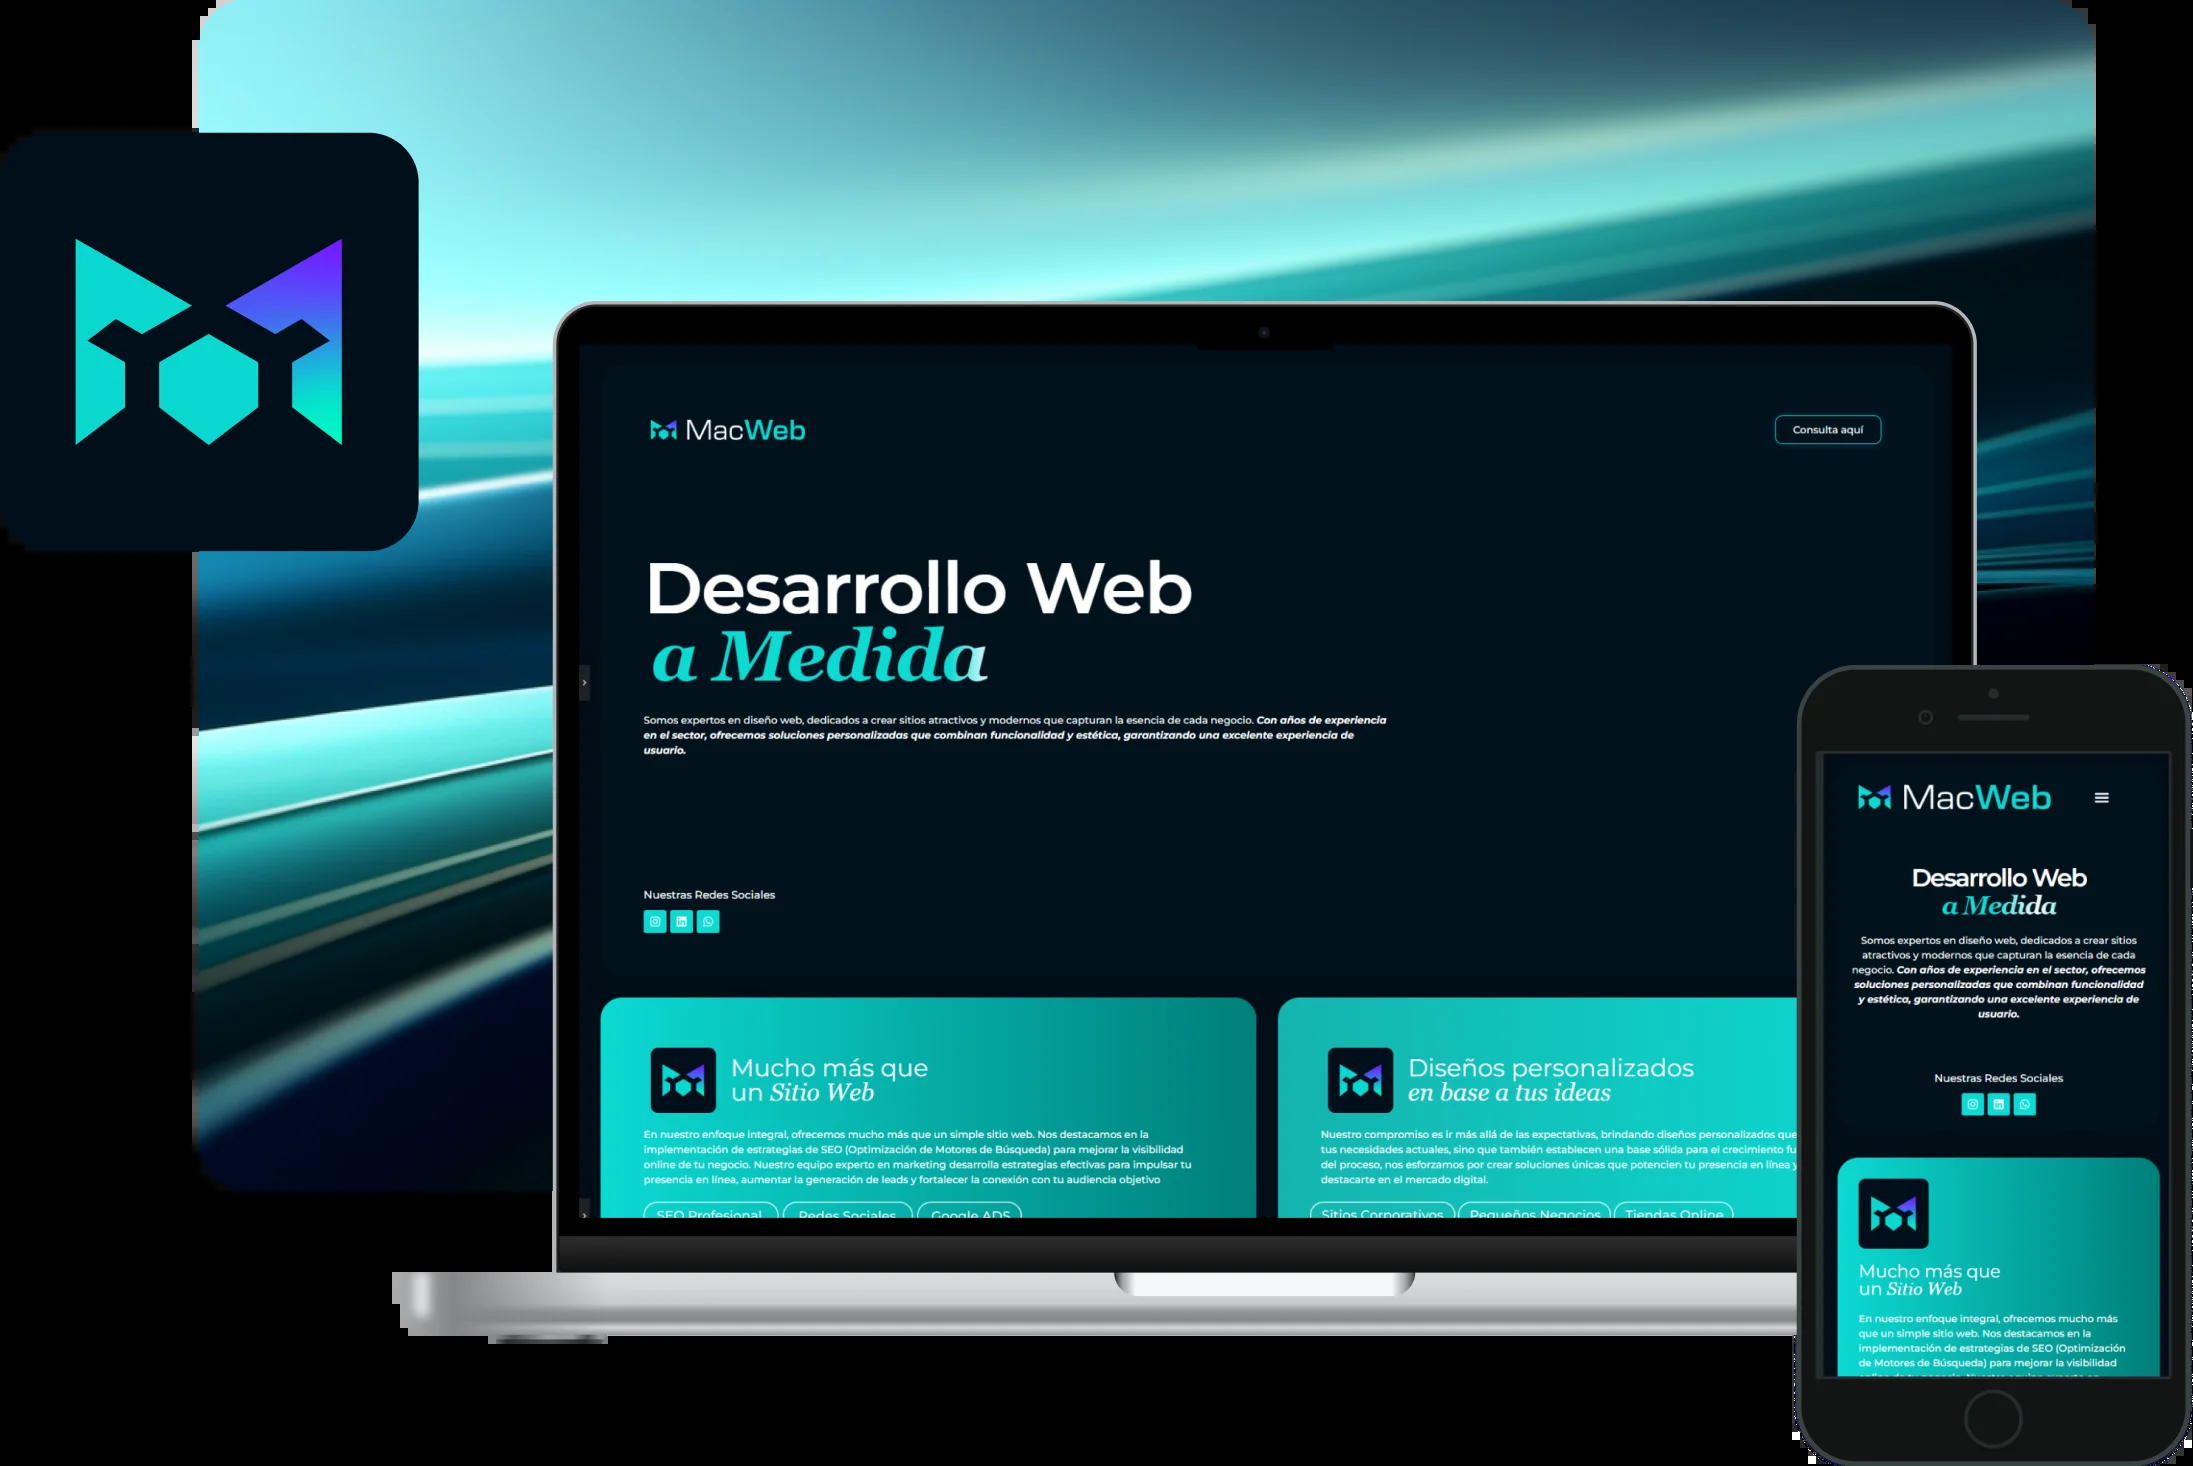 MacWeb
Consulta aquí
Desarrollo Web
a Medida
Somos expertos en diseño web, dedicados a crear sitios atractivos y modernos que capturan la esencia de cada negocio. Con años de experiencia
en el sector, ofrecemos soluciones personalizadas que combinan funcionalidad y estética, garantizando una excelente experiencia de
usuario.
Nuestras Redes Sociales
Mucho más que
un Sitio Web
En nuestro enfoque integral, ofrecemos mucho más que un simple sitio web. Nos destacamos en la
implementación de estrategias de SEO (Optimización de Motores de Búsqueda) para mejorar la visibilidad
online de tu negocio. Nuestro equipo experto en marketing desarrolla estrategias efectivas para impulsar tu
presencia en línea, aumentar la generación de leads y fortalecer la conexión con tu audiencia objetivo
SEO Profesional
Redes Sociales
Google ADS
Diseños personalizados
en base a tus ideas
Nuestro compromiso es ir más allá de las expectativas, brindando diseños personalizados que
tus necesidades actuales, sino que también establecen una base sólida para el crecimiento
del proceso, nos esforzamos por crear soluciones únicas que potencien tu presencia en línea y
destacarte en el mercado digital.
Sitios Corporativos
Pequeños Negocios
Tiendas Online
MacWeb
Desarrollo Web
a Medida
Somos expertos en diseño web, dedicados a crear sitios
atractivos y modernos que capturan la esencia de cada
negocio. Con años de experiencia en el sector, ofrecemos
soluciones personalizadas que combinan funcionalidad
y estética, garantizando una excelente experiencia de
usuario.
Nuestras Redes Sociales
Mucho más que
un Sitio Web
En nuestro enfoque integral, ofrecemos mucho más
que un simple sitio web. Nos destacamos en la
implementación de estrategias de SEO (Optimización
de Motores de Búsqueda) para mejorar la visibilidad